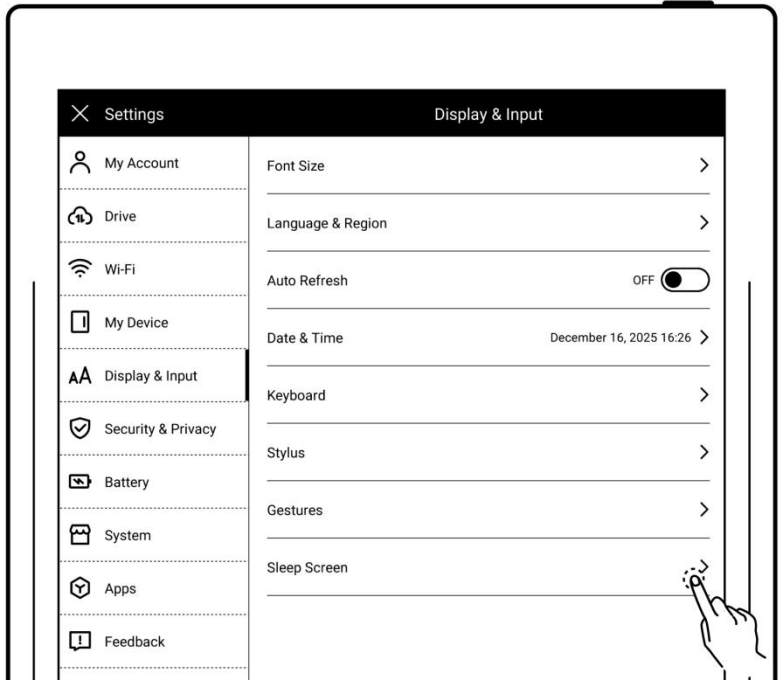 Settings
Display & Input
My Account
Drive
Wi-Fi
My Device
Display & Input
Security & Privacy
Battery
System
Apps
Feedback
Font Size
Language & Region
Auto Refresh OFF
Date & Time December 16, 2025 16:26
Keyboard
Stylus
Gestures
Sleep Screen